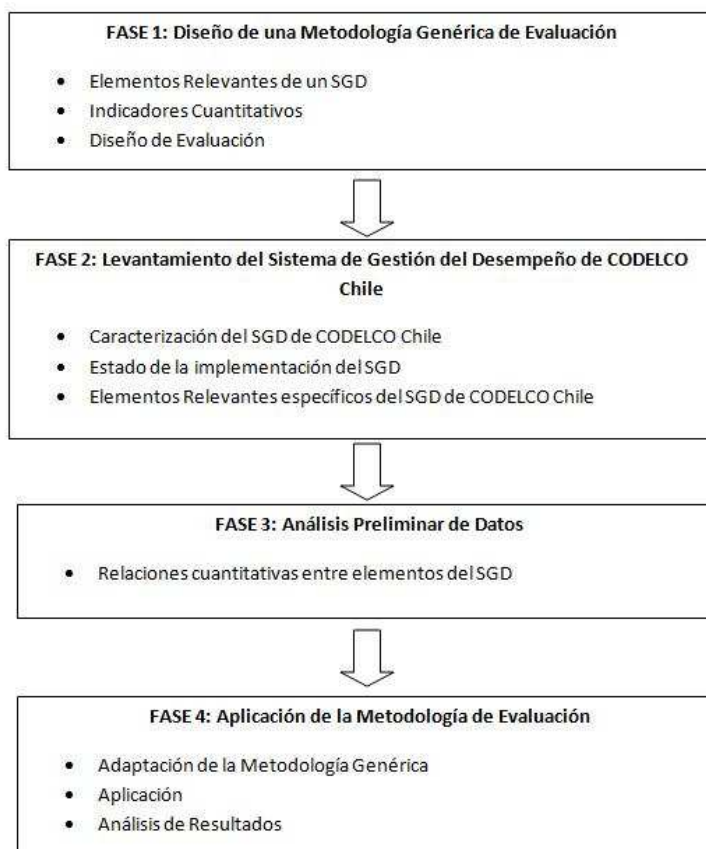 FASE 1: Diseño de una Metodología Genérica de Evaluación
• Elementos Relevantes de un SGD
• Indicadores Cuantitativos
• Diseño de Evaluación
FASE 2: Levantamiento del Sistema de Gestión del Desempeño de CODELCO
Chile
• Caracterización del SGD de CODELCO Chile
• Estado de la implementación del SGD
• Elementos Relevantes específicos del SGD de CODELCO Chile
FASE 3: Análisis Preliminar de Datos
• Relaciones cuantitativas entre elementos del SGD
FASE 4: Aplicación de la Metodología de Evaluación
• Adaptación de la Metodología Genérica
• Aplicación
• Análisis de Resultados